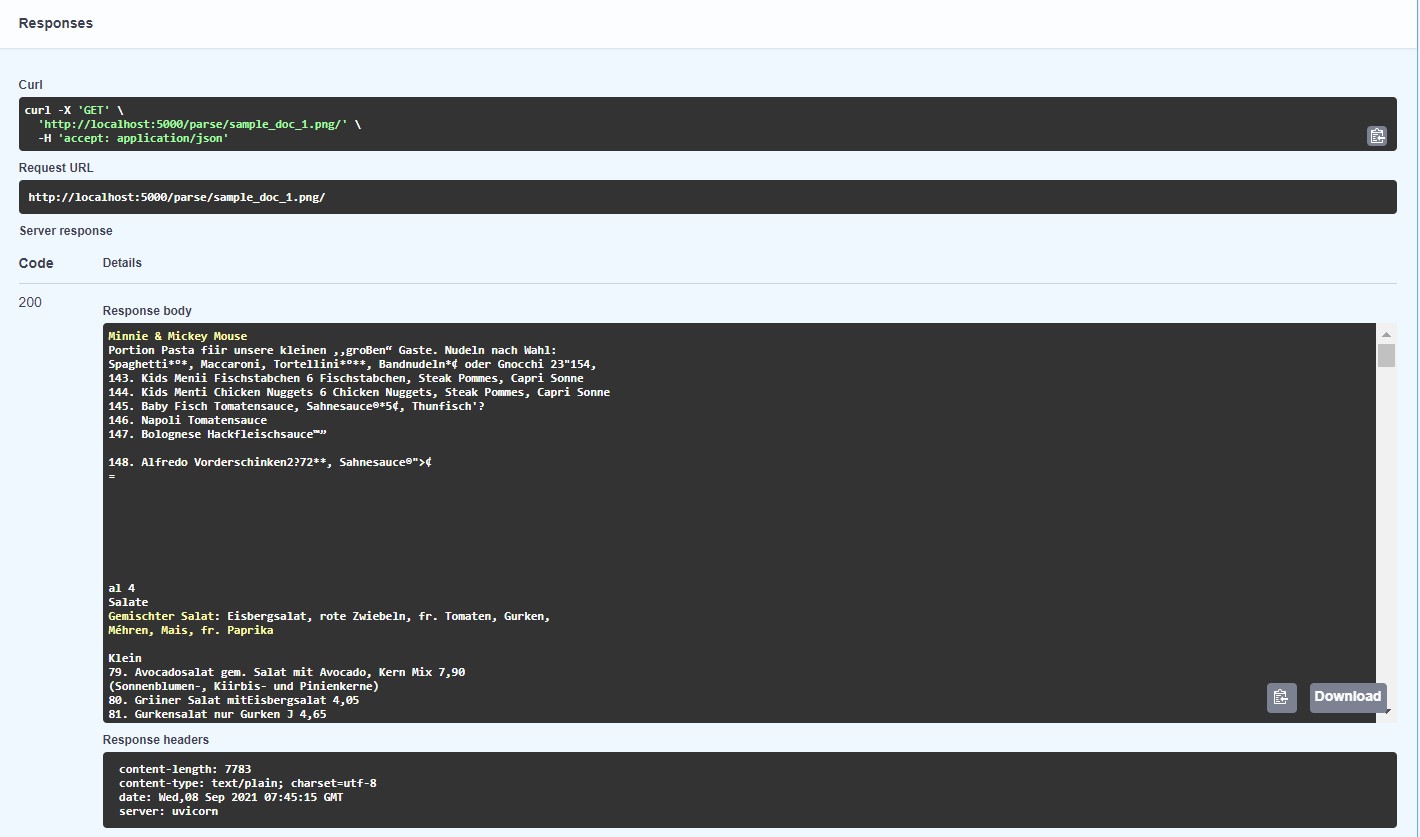 Responses
Curl
curl -X 'GET' \
'http://localhost:5000/parse/sample_doc_1.png/' \
-H 'accept: application/json'
Request URL
http://localhost:5000/parse/sample_doc_1.png/
Server response
Code Details
200
Response body
Minnie & Mickey Mouse
Portion Pasta fiir unsere kleinen ,,groBen“ Gaste. Nudeln nach Wahl:
Spaghetti*°*, Maccaroni, Tortellini*°**, Bandnudeln*¢ oder Gnocchi 23"154,
143. Kids Menii Fischstabchen 6 Fischstabchen, Steak Pommes, Capri Sonne
144. Kids Menti Chicken Nuggets 6 Chicken Nuggets, Steak Pommes, Capri Sonne
145. Baby Fisch Tomatensauce, Sahnesauce®*5¢, Thunfisch'?
146. Napoli Tomatensauce
147. Bolognese Hackfleischsauce™”
148. Alfredo Vorderschinken2?72**, Sahnesauce®">¢
=
al 4
Salate
Gemischter Salat: Eisbergsalat, rote Zwiebeln, fr. Tomaten, Gurken,
Méhren, Mais, fr. Paprika
Klein
79. Avocadosalat gem. Salat mit Avocado, Kern Mix 7,90
(Sonnenblumen-, Kiirbis- und Pinienkerne)
80. Griiner Salat mitEisbergsalat 4,05
81. Gurkensalat nur Gurken J 4,65
Download
Response headers
content-length: 7783
content-type: text/plain; charset=utf-8
date: Wed,08 Sep 2021 07:45:15 GMT
server: uvicorn